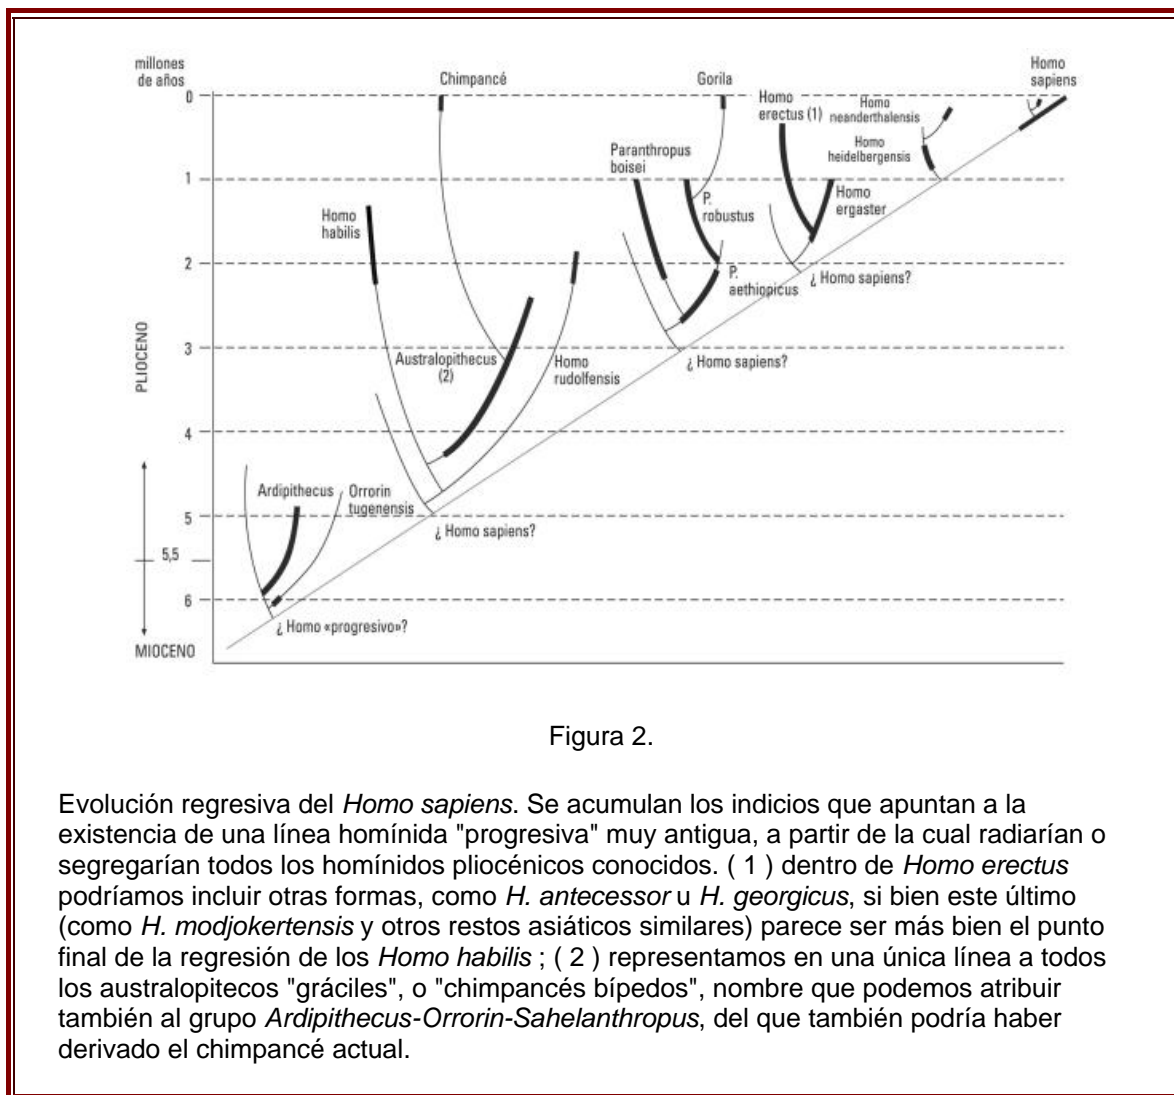 millones
de años
Chimpancé
Gorila
Homo
sapiens
0
Homo
erectus (1)
Homo
neanderthalensis
Homo
heidelbergensis
Paranthropus
boisei
1
Homo
ergaster
P.
robustus
Homo
habilis
2
P.
aethiopicus
¿ Homo sapiens?
PLIOCENO
3
Australopithecus
(2)
Homo
rudolfensis
¿ Homo sapiens?
4
Ardipithecus
Orrorin
tugenensis
5
¿ Homo sapiens?
5,5
6
¿ Homo «progresivo»?
MIOCENO
Figura 2.
Evolución regresiva del Homo sapiens. Se acumulan los indicios que apuntan a la
existencia de una línea homínida "progresiva" muy antigua, a partir de la cual radiarían o
segregarían todos los homínidos pliocénicos conocidos. ( 1 ) dentro de Homo erectus
podríamos incluir otras formas, como H. antecessor u H. georgicus, si bien este último
(como H. modjokertensis y otros restos asiáticos similares) parece ser más bien el punto
final de la regresión de los Homo habilis ; ( 2 ) representamos en una única línea a todos
los australopitecos "gráciles", o "chimpancés bípedos", nombre que podemos atribuir
también al grupo Ardipithecus-Orrorin-Sahelanthropus, del que también podría haber
derivado el chimpancé actual.